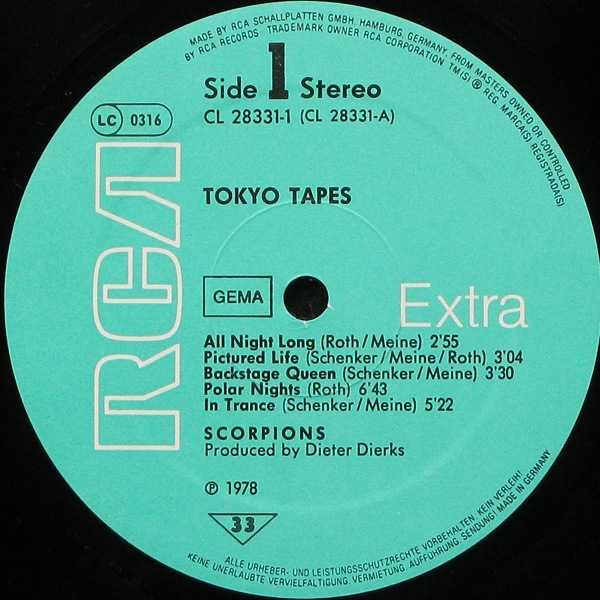 MADE BY RCA SCHALLPLATTEN GMBH, HAMBURG, GERMANY, FROM MASTERS OWNED OR CONTROLLED
BY RCA RECORDS TRADEMARK OWNER RCA CORPORATION TM(S) ® REG. MARCA(S) REGISTRADA(S)
Side 1 Stereo
CL 28331-1 (CL 28331-A)
LC 0316
RCA
TOKYO TAPES
GEMA
Extra
All Night Long (Roth/Meine) 2'55
Pictured Life (Schenker/Meine/Roth) 3'04
Backstage Queen (Schenker/Meine) 3'30
Polar Nights (Roth) 6'43
In Trance (Schenker/Meine) 5'22
SCORPIONS
Produced by Dieter Dierks
℗ 1978
33
ALLE URHEBER- UND LEISTUNGSSCHUTZRECHTE VORBEHALTEN. KEIN VERLEIH!
KEINE UNERLAUBTE VERVIELFÄLTIGUNG, VERMIETUNG, AUFFÜHRUNG, SENDUNG! MADE IN GERMANY